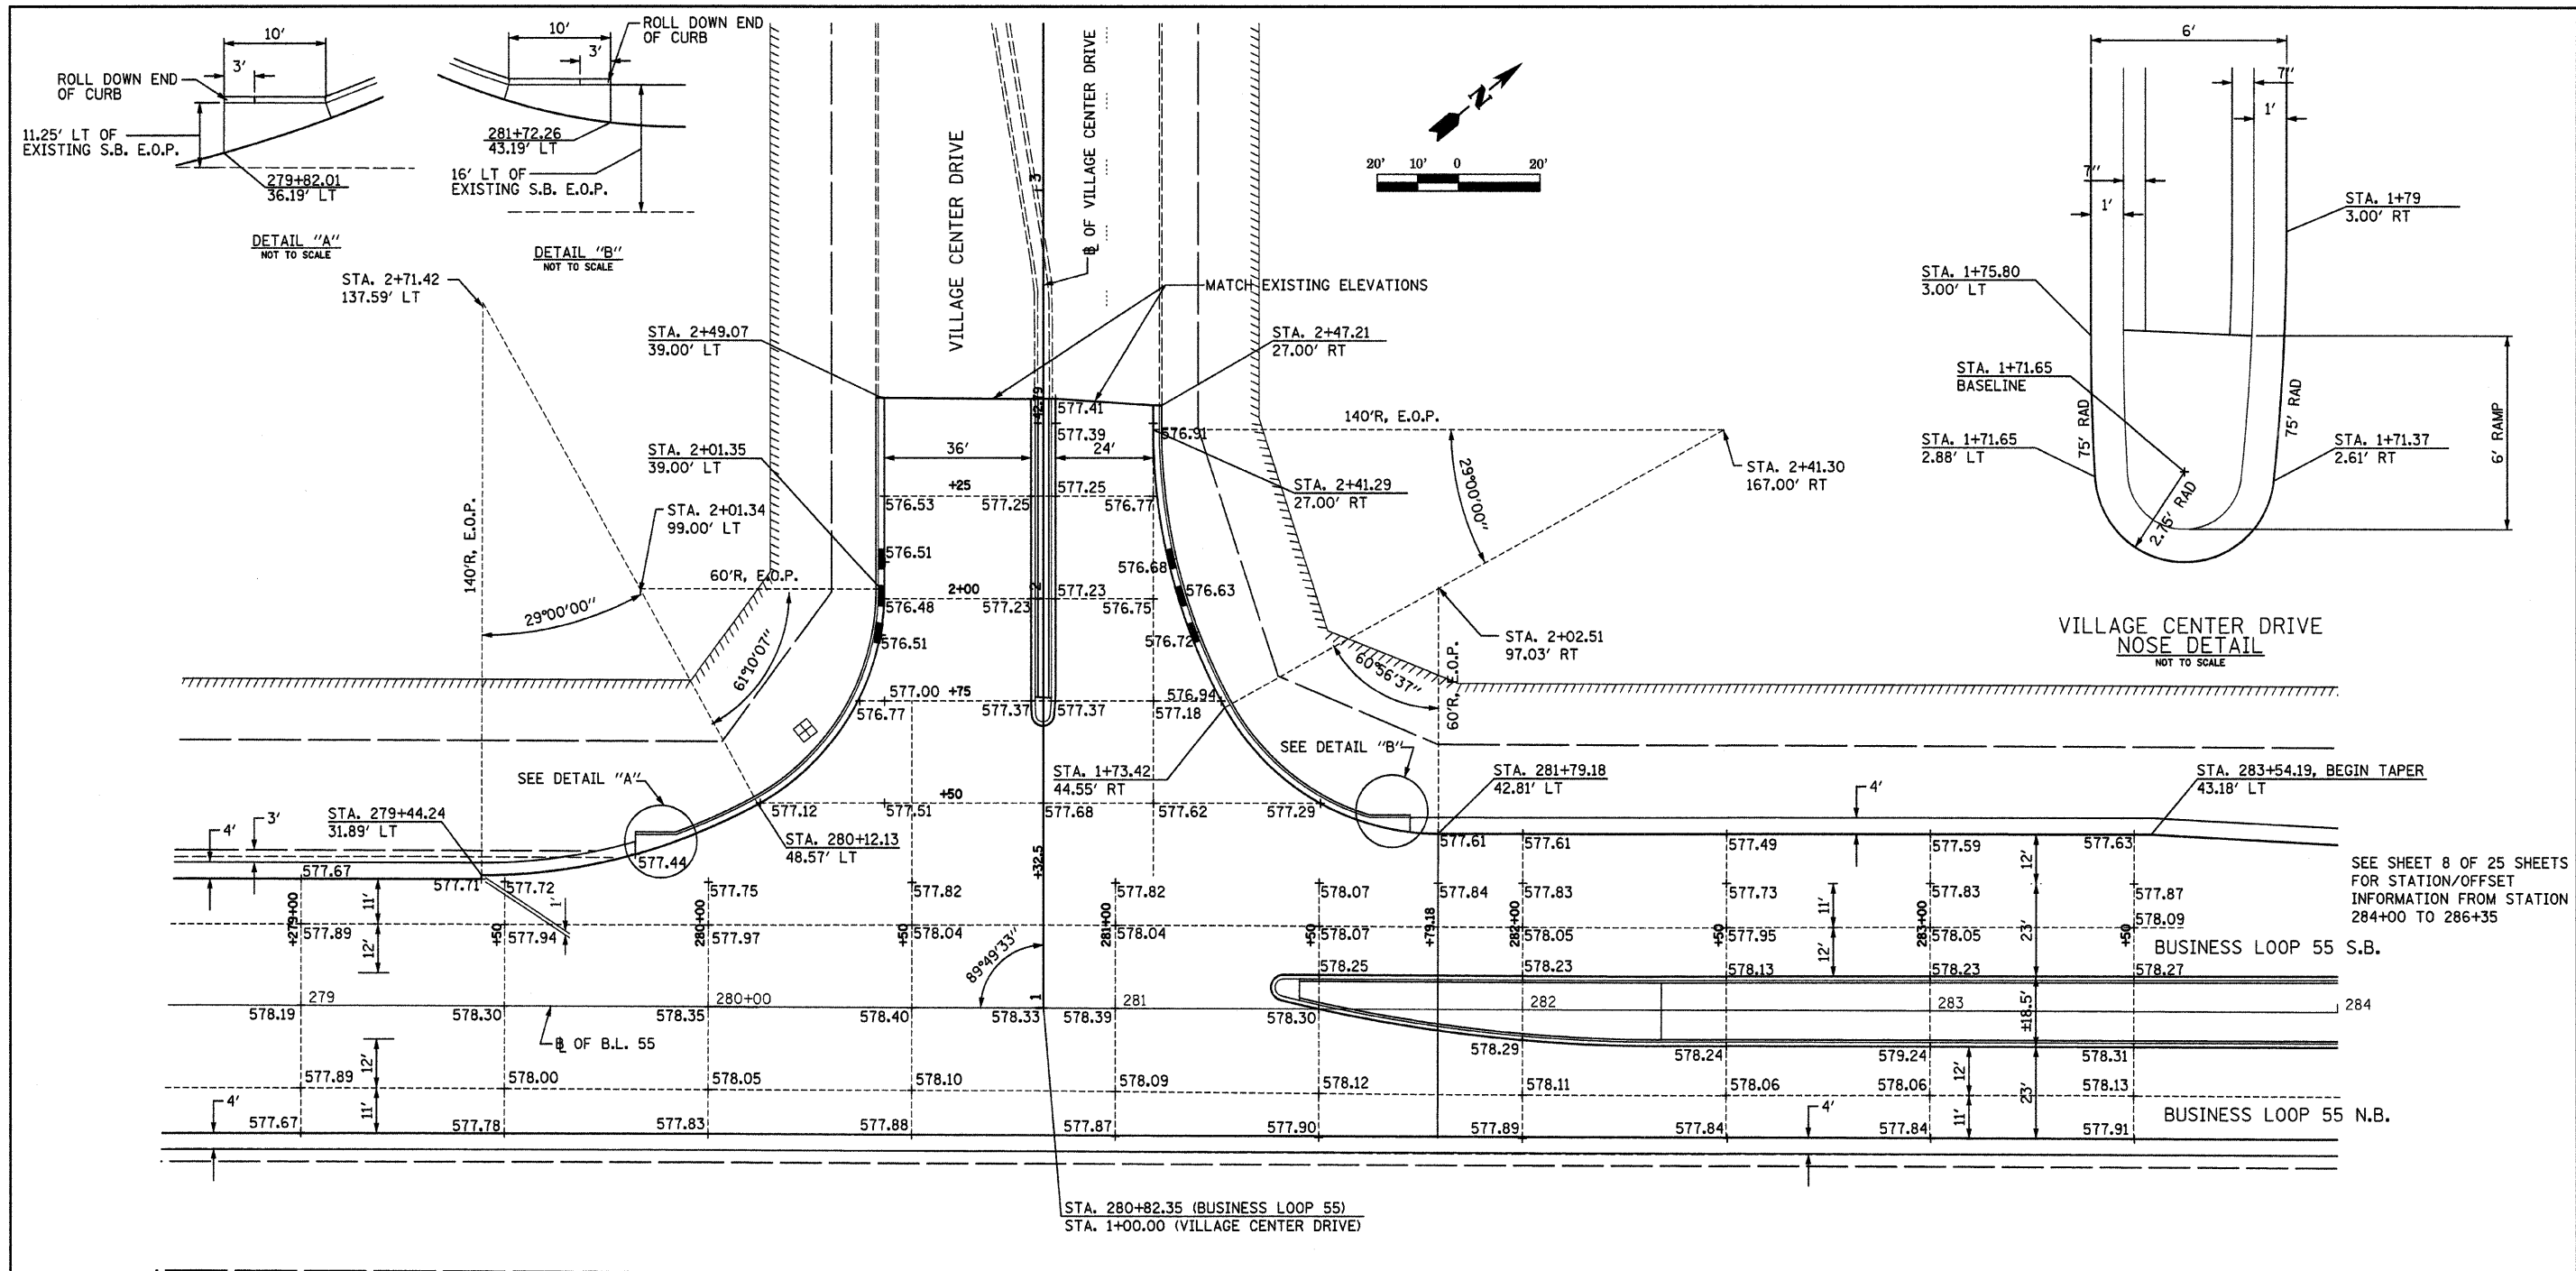 10'
3'
ROLL DOWN END
OF CURB
11.25' LT OF
EXISTING S.B. E.O.P.
279+82.01
36.19' LT
DETAIL "A"
NOT TO SCALE
10'
3'
ROLL DOWN END
OF CURB
281+72.26
43.19' LT
16' LT OF
EXISTING S.B. E.O.P.
DETAIL "B"
NOT TO SCALE
VILLAGE CENTER DRIVE
℄ OF VILLAGE CENTER DRIVE
3
N
20' 10' 0 20'
6'
7"
1'
7"
1'
STA. 1+79
3.00' RT
STA. 1+75.80
3.00' LT
STA. 1+71.65
BASELINE
75' RAD
75' RAD
STA. 1+71.65
2.88' LT
STA. 1+71.37
2.61' RT
2.75' RAD
6' RAMP
VILLAGE CENTER DRIVE
NOSE DETAIL
NOT TO SCALE
STA. 2+71.42
137.59' LT
STA. 2+49.07
39.00' LT
MATCH EXISTING ELEVATIONS
STA. 2+47.21
27.00' RT
+42.79
577.41
577.39
576.91
140'R, E.O.P.
STA. 2+01.35
39.00' LT
36'
24'
STA. 2+41.30
167.00' RT
29°00'00"
STA. 2+41.29
27.00' RT
+25
577.25
576.53
577.25
576.77
STA. 2+01.34
99.00' LT
140'R, E.O.P.
60'R, E.O.P.
29°00'00"
61°10'07"
576.51
576.68
576.63
2+00
2
577.23
576.48
577.23
576.75
576.51
576.72
STA. 2+02.51
97.03' RT
60°56'37"
60'R, E.O.P.
577.00
+75
576.94
576.77
577.37
577.37
577.18
SEE DETAIL "A"
SEE DETAIL "B"
STA. 1+73.42
44.55' RT
STA. 281+79.18
42.81' LT
STA. 283+54.19, BEGIN TAPER
43.18' LT
4'
+50
577.12
577.51
577.68
577.62
577.29
STA. 279+44.24
31.89' LT
4'
3'
STA. 280+12.13
48.57' LT
577.44
+32.5
577.61
577.61
577.49
577.59
577.63
12'
SEE SHEET 8 OF 25 SHEETS
FOR STATION/OFFSET
INFORMATION FROM STATION
284+00 TO 286+35
577.67
577.71
577.72
577.75
577.82
577.82
578.07
577.84
577.83
577.73
577.83
577.87
+279+00
11'
+50
1'
280+00
+50
281+00
+50
+79.18
282+00
+50
11'
283+00
23'
+50
578.09
577.89
577.94
577.97
578.04
578.04
578.07
578.05
577.95
578.05
12'
89°49'33"
12'
BUSINESS LOOP 55 S.B.
578.25
578.23
578.13
578.23
578.27
279
280+00
1
281
282
283
284
±18.5'
578.19
578.30
578.35
578.40
578.33
578.39
578.30
℄ OF B.L. 55
578.29
578.24
579.24
578.31
12'
12'
577.89
578.00
578.05
578.10
578.09
578.12
578.11
578.06
578.06
578.13
23'
4'
11'
4'
11'
BUSINESS LOOP 55 N.B.
577.67
577.78
577.83
577.88
577.87
577.90
577.89
577.84
577.84
577.91
STA. 280+82.35 (BUSINESS LOOP 55)
STA. 1+00.00 (VILLAGE CENTER DRIVE)